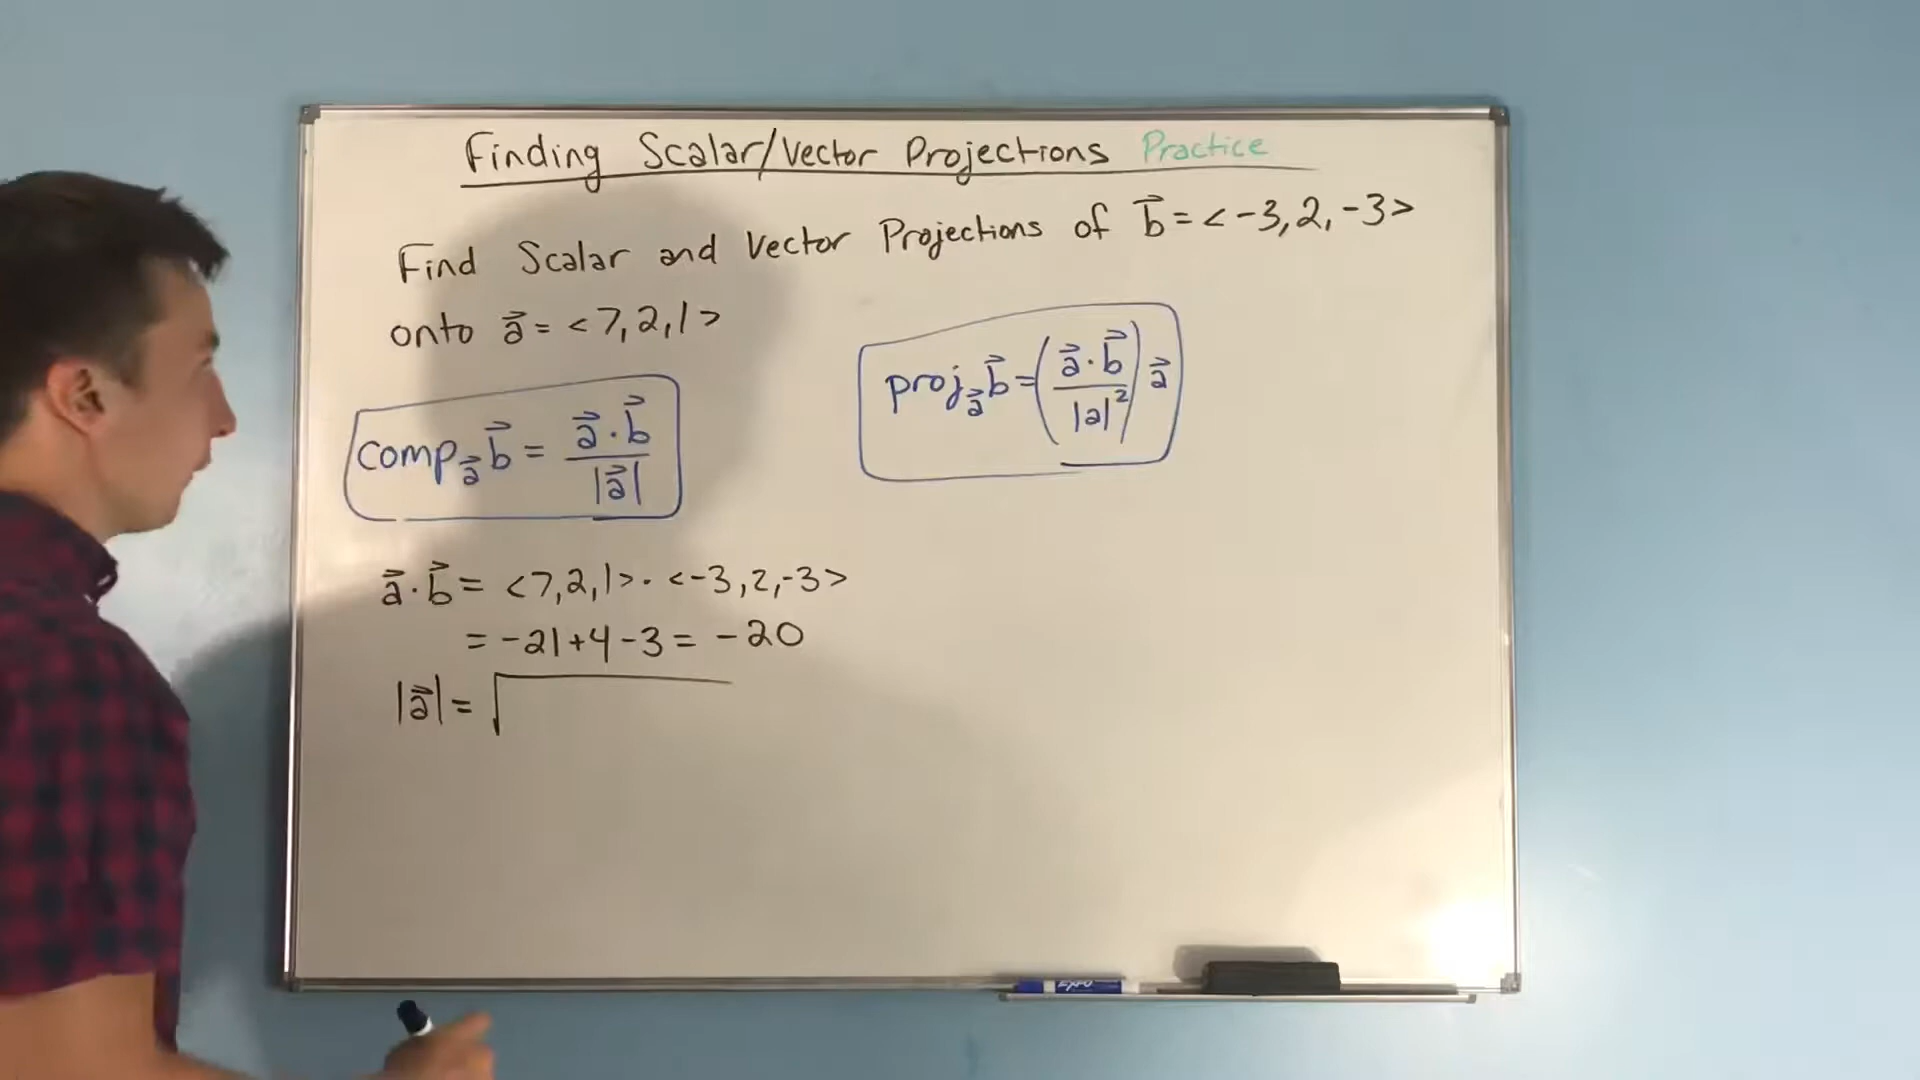 Finding Scalar/Vector Projections Practice
Find Scalar and Vector Projections of b⃗ = <-3, 2, -3>
onto a⃗ = <7, 2, 1>
comp_a⃗ b⃗ = a⃗ · b⃗ / |a⃗|
proj_a⃗ b⃗ = (a⃗ · b⃗ / |a|²) a⃗
a⃗ · b⃗ = <7, 2, 1> · <-3, 2, -3>
= -21 + 4 - 3 = -20
|a⃗| = √
EXPO